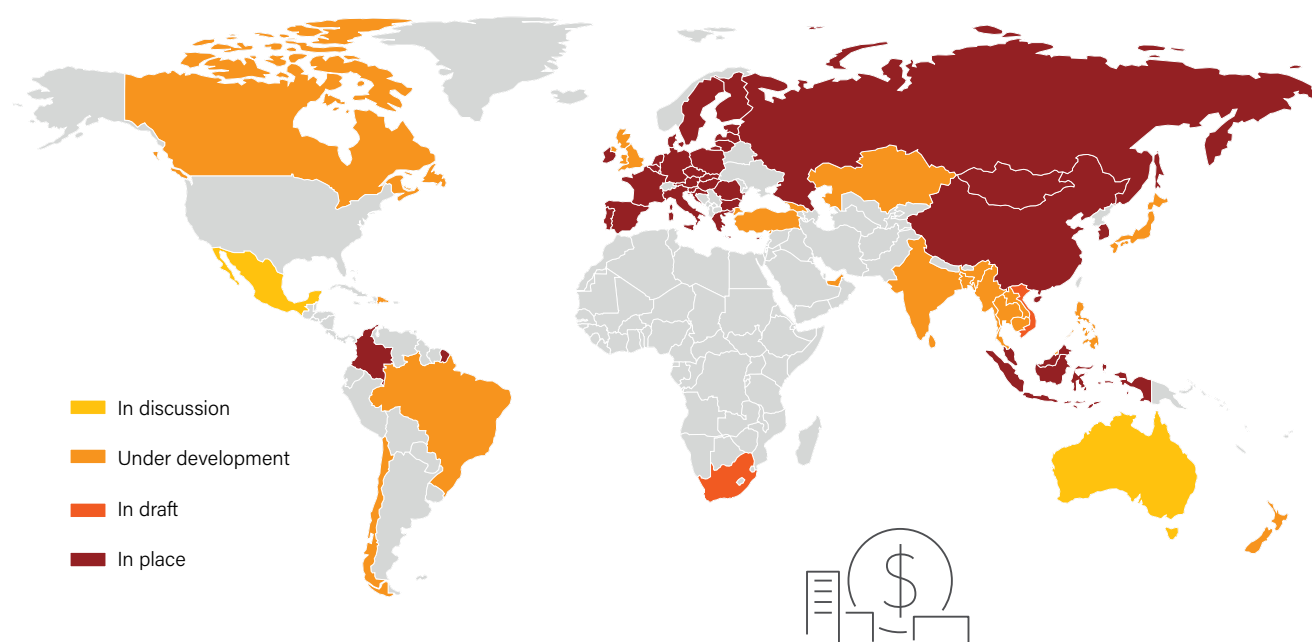 In discussion
Under development
In draft
In place
$